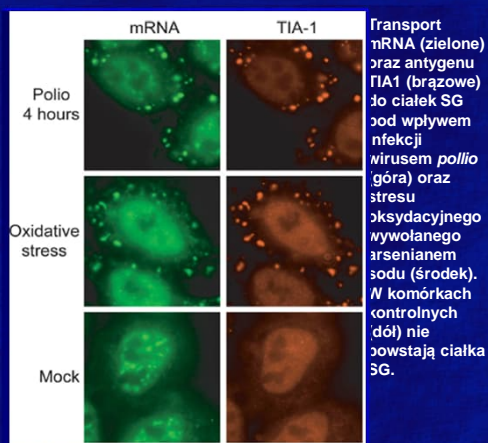 mRNA
TIA-1
Polio
4 hours
Oxidative
stress
Mock
Transport
mRNA (zielone)
oraz antygenu
TIA1 (brązowe)
do ciałek SG
pod wpływem
infekcji
wirusem pollio
(góra) oraz
stresu
oksydacyjnego
wywołanego
arsenianem
sodu (środek).
W komórkach
kontrolnych
(dół) nie
powstają ciałka
SG.